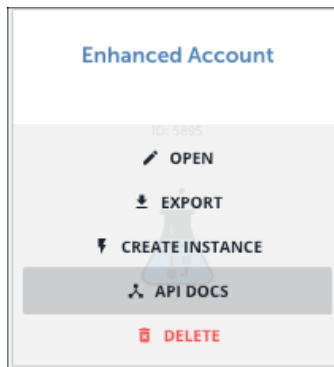 Enhanced Account
ID: 5895
OPEN
EXPORT
CREATE INSTANCE
API DOCS
DELETE